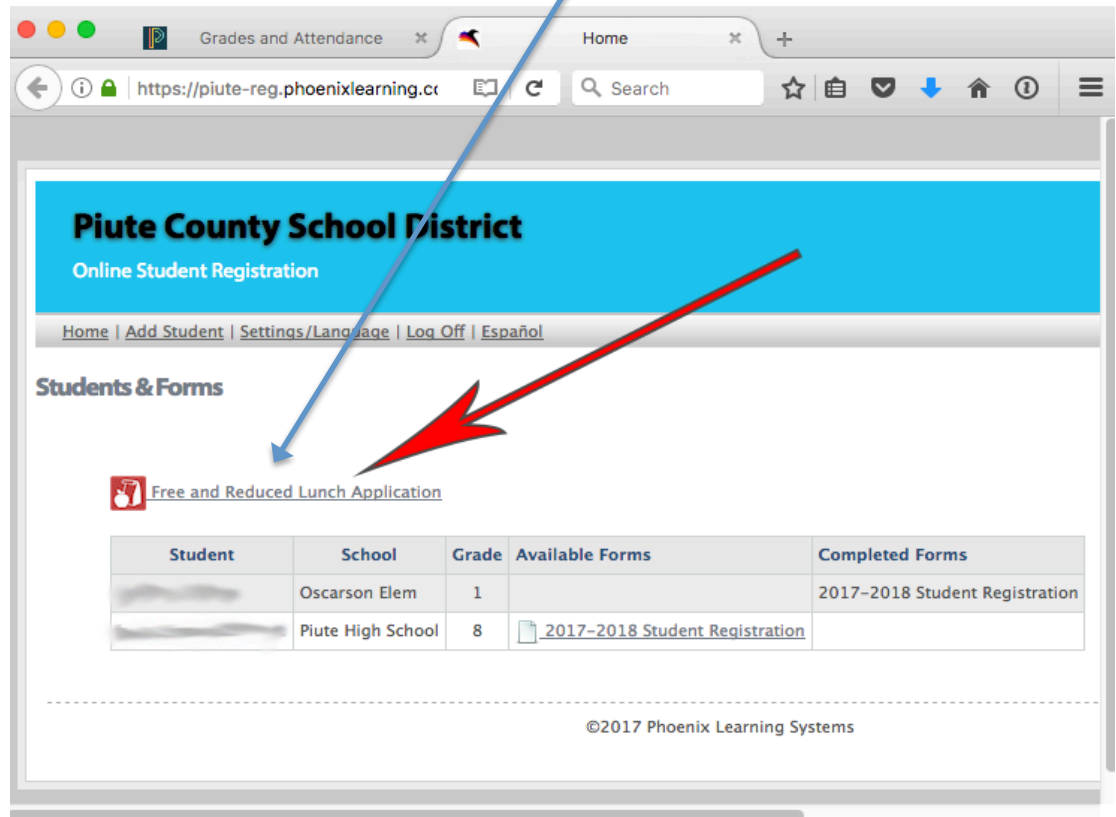 Grades and Attendance
Home
https://piute-reg.phoenixlearning.cc
Search
Piute County School District
Online Student Registration
Home | Add Student | Settings/Language | Log Off | Español
Students & Forms
Free and Reduced Lunch Application
Student School Grade Available Forms Completed Forms
Oscarson Elem 1 2017-2018 Student Registration
Piute High School 8 2017-2018 Student Registration
©2017 Phoenix Learning Systems